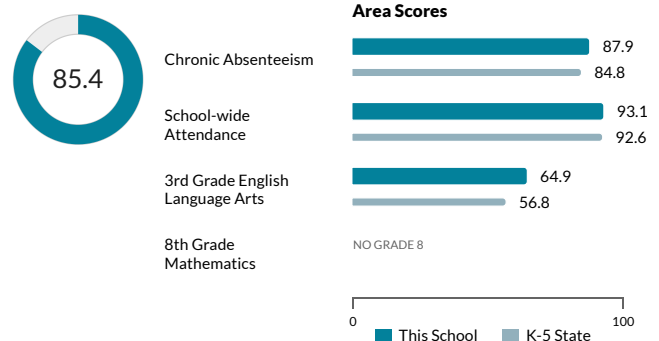 Area Scores
85.4
Chronic Absenteeism
87.9
84.8
School-wide
Attendance
93.1
92.6
3rd Grade English
Language Arts
64.9
56.8
8th Grade
Mathematics
NO GRADE 8
0
100
This School
K-5 State